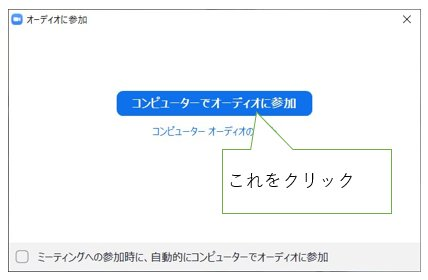 オーディオに参加
コンピューターでオーディオに参加
コンピューター オーディオの
これをクリック
ミーティングへの参加時に、自動的にコンピューターでオーディオに参加